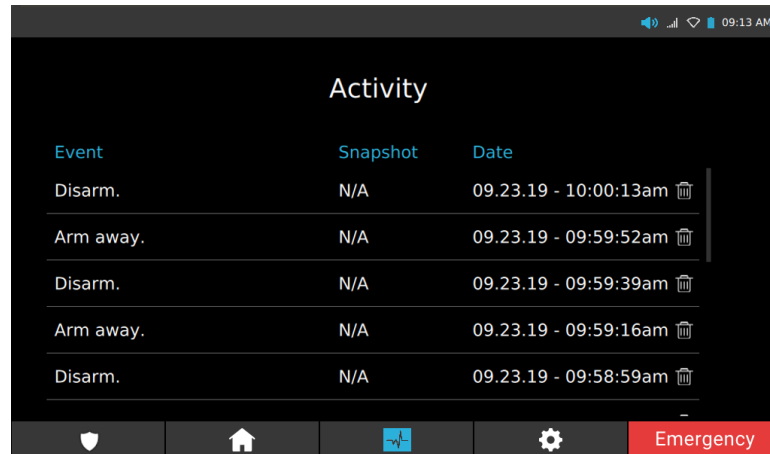 09:13 AM
Activity
Event Snapshot Date
Disarm. N/A 09.23.19 - 10:00:13am
Arm away. N/A 09.23.19 - 09:59:52am
Disarm. N/A 09.23.19 - 09:59:39am
Arm away. N/A 09.23.19 - 09:59:16am
Disarm. N/A 09.23.19 - 09:58:59am
Emergency